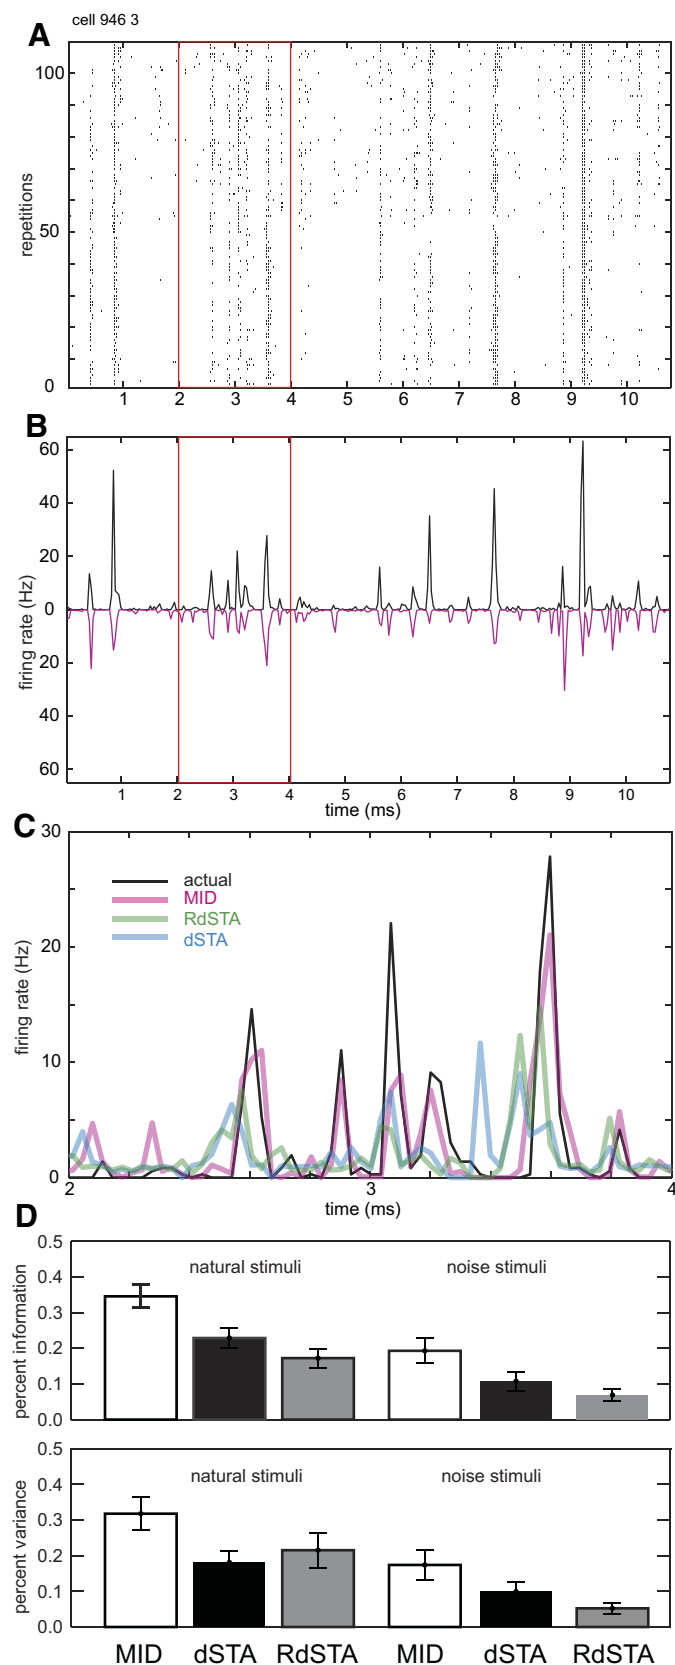 cell 946 3
A
100
50
0
repetitions
1 2 3 4 5 6 7 8 9 10
B
60
40
20
0
20
40
60
firing rate (Hz)
1 2 3 4 5 6 7 8 9 10
time (ms)
C
30
20
10
0
firing rate (Hz)
actual
MID
RdSTA
dSTA
2 3 4
time (ms)
D
0.5
0.4
0.3
0.2
0.1
0.0
percent information
natural stimuli noise stimuli
0.5
0.4
0.3
0.2
0.1
0.0
percent variance
natural stimuli noise stimuli
MID dSTA RdSTA MID dSTA RdSTA